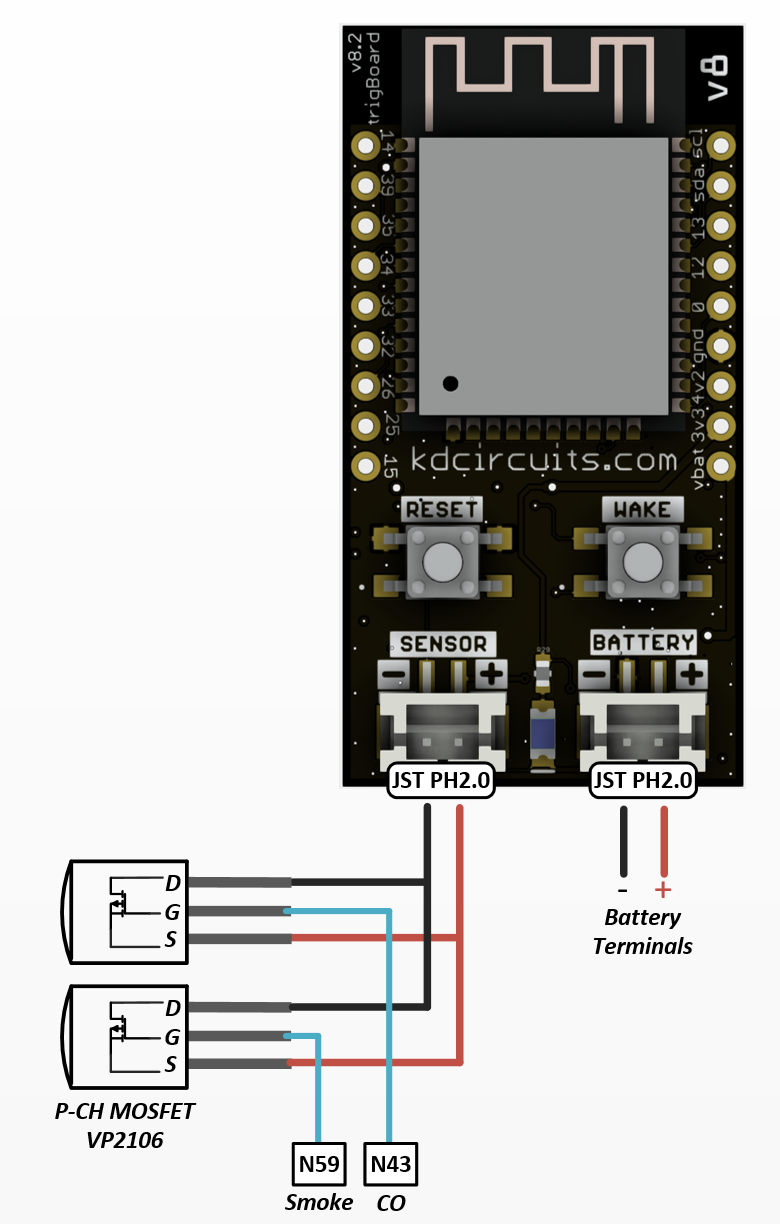 v8.2
trigBoard
v8
14
39
35
34
33
32
26
25
15
scl
sda
13
12
0
gnd
4v2
3v3
vbat
kdcircuits.com
RESET
WAKE
SENSOR
BATTERY
R29
- +
- +
JST PH2.0
JST PH2.0
D
G
S
- +
Battery
Terminals
D
G
S
P-CH MOSFET
VP2106
N59
N43
Smoke
CO